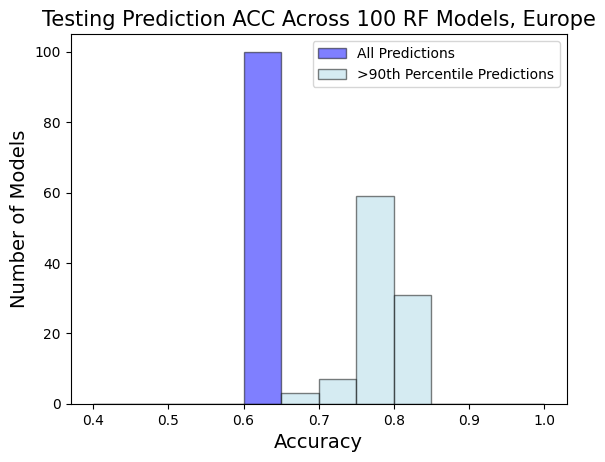 Testing Prediction ACC Across 100 RF Models, Europe
All Predictions
>90th Percentile Predictions
Number of Models
100
80
60
40
20
0
0.4 0.5 0.6 0.7 0.8 0.9 1.0
Accuracy